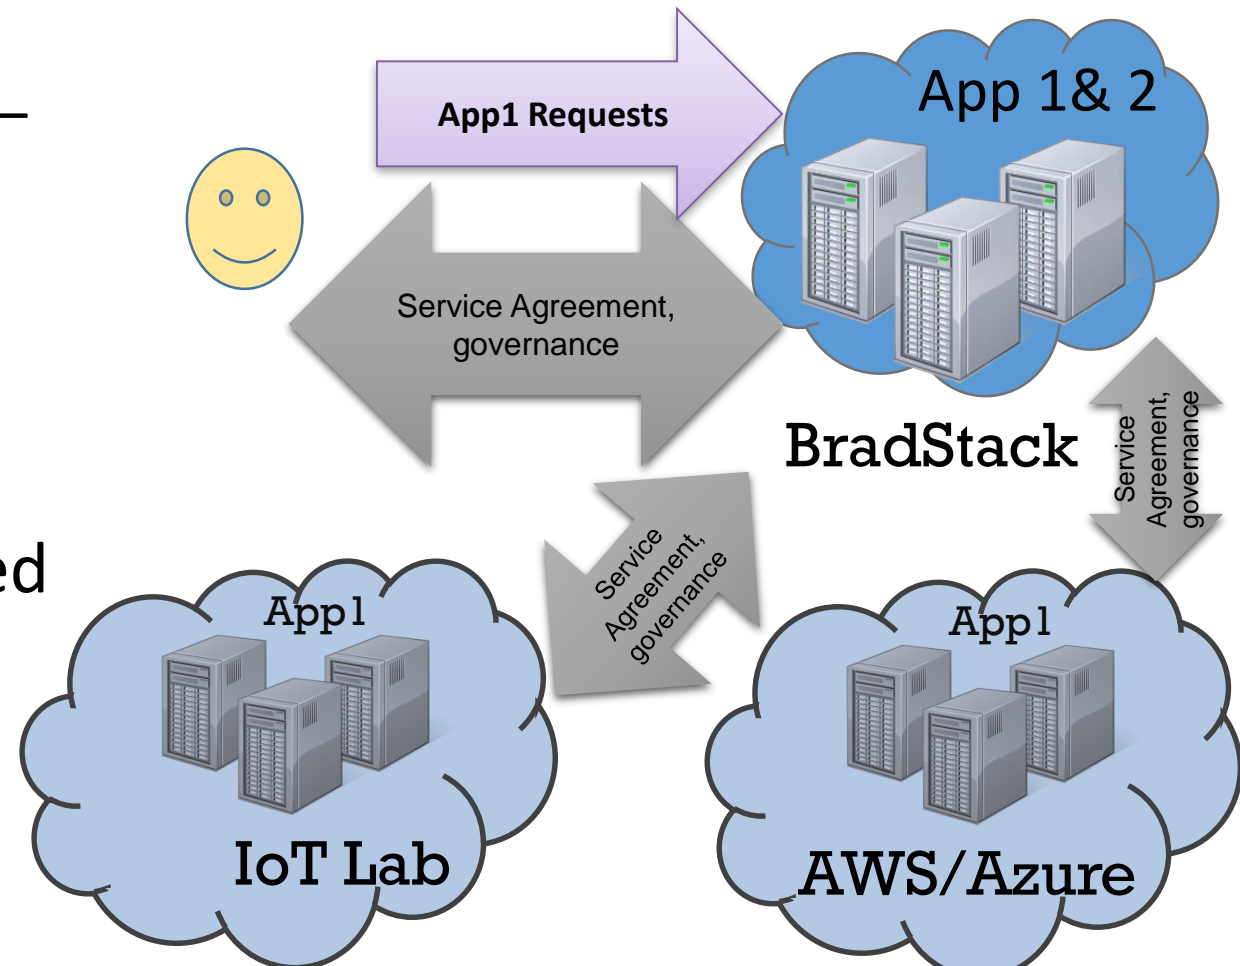 –
App1 Requests
App 1& 2
Service Agreement,
governance
BradStack
Service
Agreement,
governance
Service
Agreement,
governance
ed
App1
App1
IoT Lab
AWS/Azure